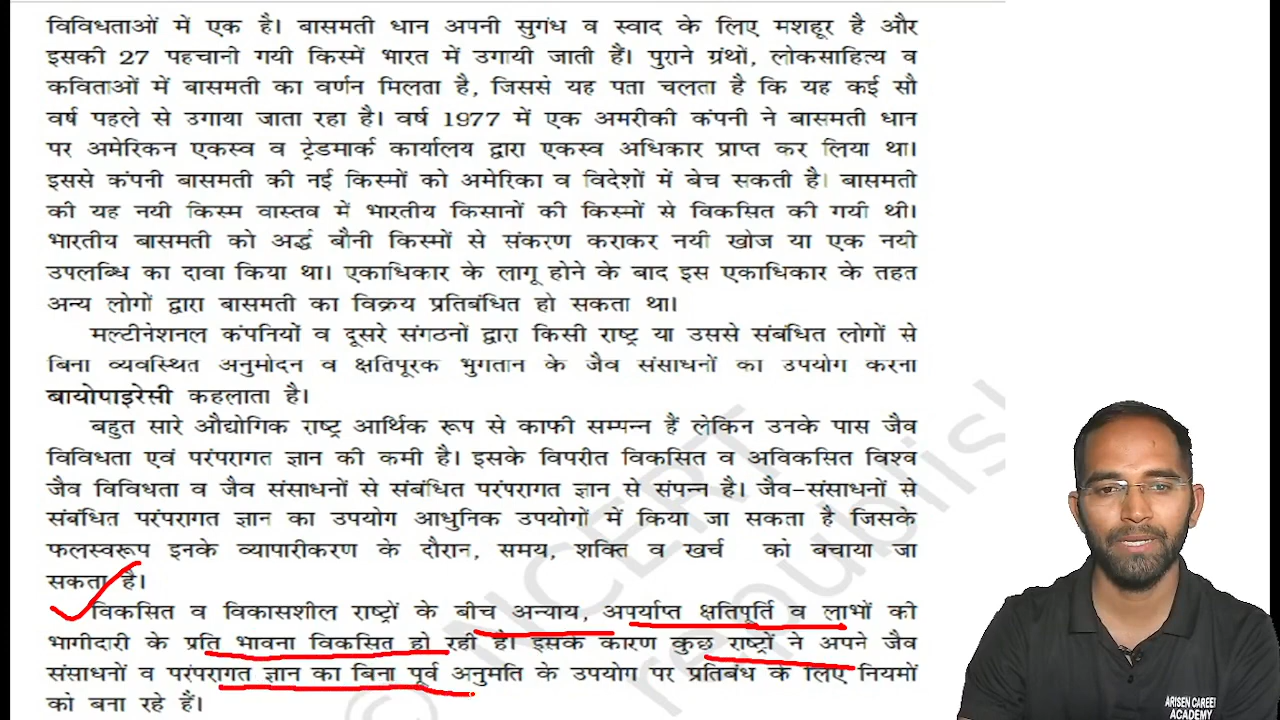 विविधताओं में एक है। बासमती धान अपनी सुगंध व स्वाद के लिए मशहूर है और
इसकी 27 पहचानी गयी किस्में भारत में उगायी जाती हैं। पुराने ग्रंथों, लोकसाहित्य व
कविताओं में बासमती का वर्णन मिलता है, जिससे यह पता चलता है कि यह कई सौ
वर्ष पहले से उगाया जाता रहा है। वर्ष 1977 में एक अमरीकी कंपनी ने बासमती धान
पर अमेरिकन एकस्व व ट्रेडमार्क कार्यालय द्वारा एकस्व अधिकार प्राप्त कर लिया था।
इससे कंपनी बासमती की नई किस्मों को अमेरिका व विदेशों में बेच सकती है। बासमती
की यह नयी किस्म वास्तव में भारतीय किसानों की किस्मों से विकसित की गयी थी।
भारतीय बासमती को अर्द्ध बौनी किस्मों से संकरण कराकर नयी खोज या एक नयी
उपलब्धि का दावा किया था। एकाधिकार के लागू होने के बाद इस एकाधिकार के तहत
अन्य लोगों द्वारा बासमती का विक्रय प्रतिबंधित हो सकता था।
मल्टीनेशनल कंपनियों व दूसरे संगठनों द्वारा किसी राष्ट्र या उससे संबंधित लोगों से
बिना व्यवस्थित अनुमोदन व क्षतिपूरक भुगतान के जैव संसाधनों का उपयोग करना
बायोपाइरेसी कहलाता है।
बहुत सारे औद्योगिक राष्ट्र आर्थिक रूप से काफी सम्पन्न हैं लेकिन उनके पास जैव
विविधता एवं परंपरागत ज्ञान की कमी है। इसके विपरीत विकसित व अविकसित विश्व
जैव विविधता व जैव संसाधनों से संबंधित परंपरागत ज्ञान से संपन्न है। जैव-संसाधनों से
संबंधित परंपरागत ज्ञान का उपयोग आधुनिक उपयोगों में किया जा सकता है जिसके
फलस्वरूप इनके व्यापारीकरण के दौरान, समय, शक्ति व खर्च को बचाया जा
सकता है।
विकसित व विकासशील राष्ट्रों के बीच अन्याय, अपर्याप्त क्षतिपूर्ति व लाभों की
भागीदारी के प्रति भावना विकसित हो रही है। इसके कारण कुछ राष्ट्रों ने अपने जैव
संसाधनों व परंपरागत ज्ञान का बिना पूर्व अनुमति के उपयोग पर प्रतिबंध के लिए नियमों
को बना रहे हैं।
© NCERT
republis
ARISEN CAREER
ACADEMY